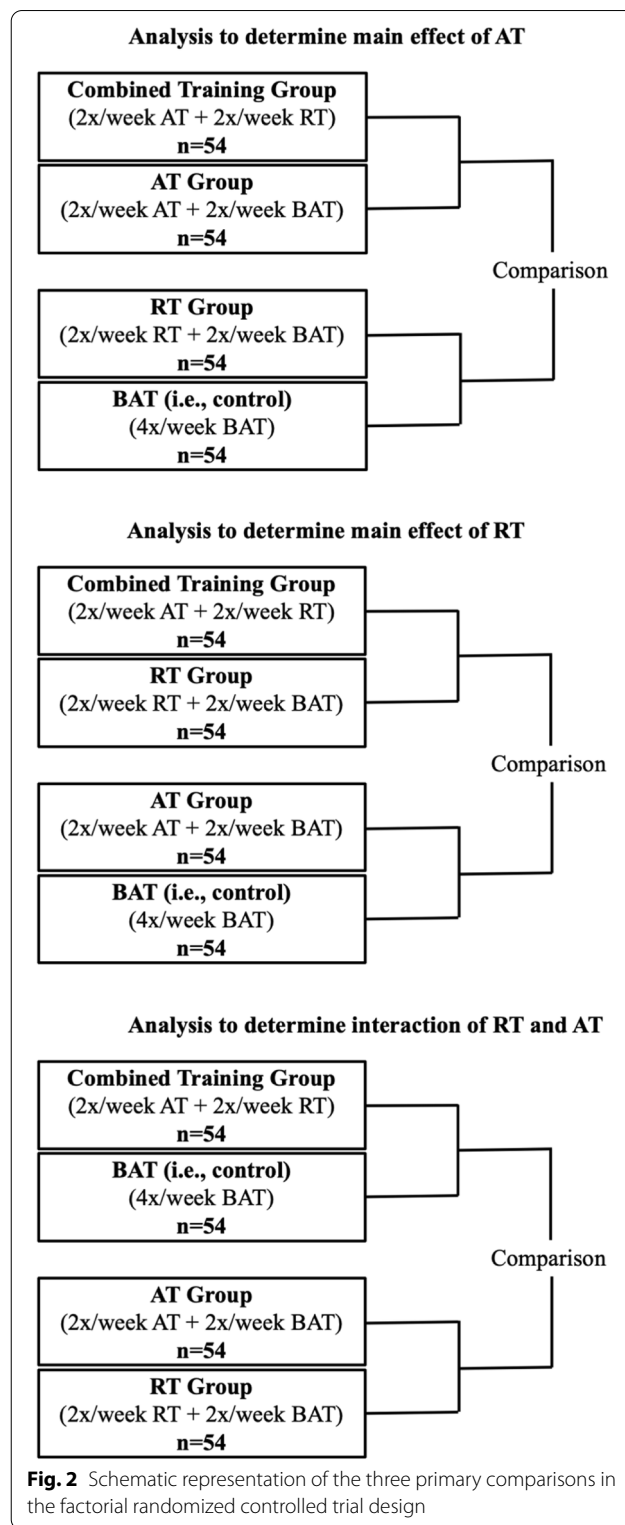 Analysis to determine main effect of AT
Combined Training Group
(2x/week AT + 2x/week RT)
n=54
AT Group
(2x/week AT + 2x/week BAT)
n=54
Comparison
RT Group
(2x/week RT + 2x/week BAT)
n=54
BAT (i.e., control)
(4x/week BAT)
n=54
Analysis to determine main effect of RT
Combined Training Group
(2x/week AT + 2x/week RT)
n=54
RT Group
(2x/week RT + 2x/week BAT)
n=54
Comparison
AT Group
(2x/week AT + 2x/week BAT)
n=54
BAT (i.e., control)
(4x/week BAT)
n=54
Analysis to determine interaction of RT and AT
Combined Training Group
(2x/week AT + 2x/week RT)
n=54
BAT (i.e., control)
(4x/week BAT)
n=54
Comparison
AT Group
(2x/week AT + 2x/week BAT)
n=54
RT Group
(2x/week RT + 2x/week BAT)
n=54
Fig. 2 Schematic representation of the three primary comparisons in
the factorial randomized controlled trial design